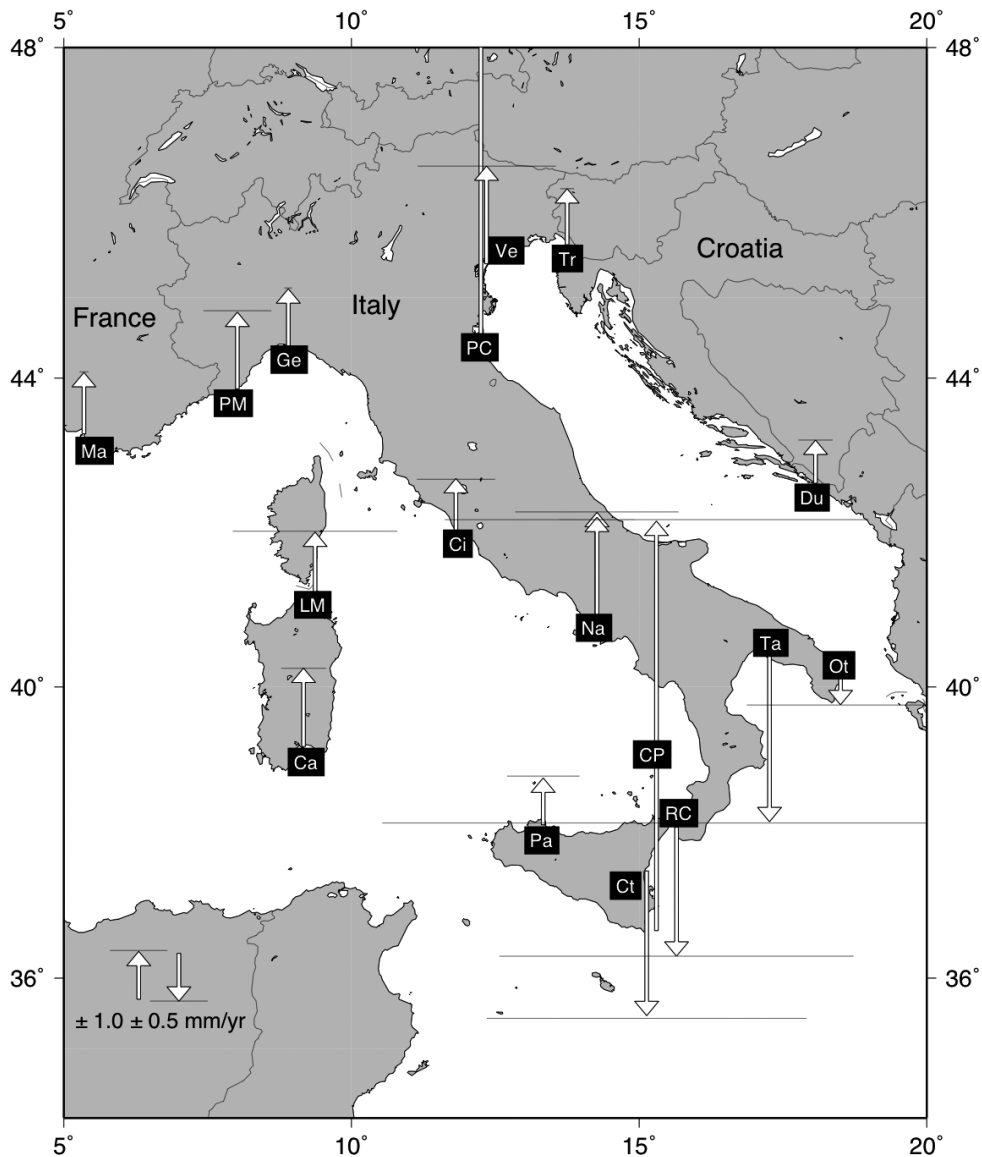 5° 10° 15° 20°
48° 48°
Ve
Tr
Croatia
Italy
France
PC
Ge
44° 44°
PM
Ma
Du
Ci
LM
Na
Ta
Ot
40° 40°
CP
Ca
RC
Pa
Ct
36° 36°
± 1.0 ± 0.5 mm/yr
5° 10° 15° 20°